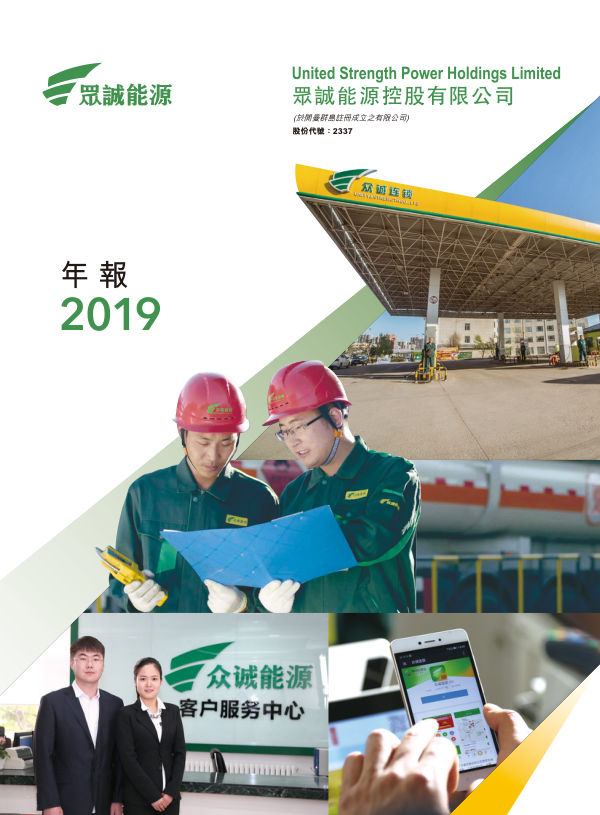 眾誠能源
United Strength Power Holdings Limited
眾誠能源控股有限公司
(於開曼群島註冊成立之有限公司)
股份代號：2337
众诚连锁
年報
2019
众诚能源
客户服务中心